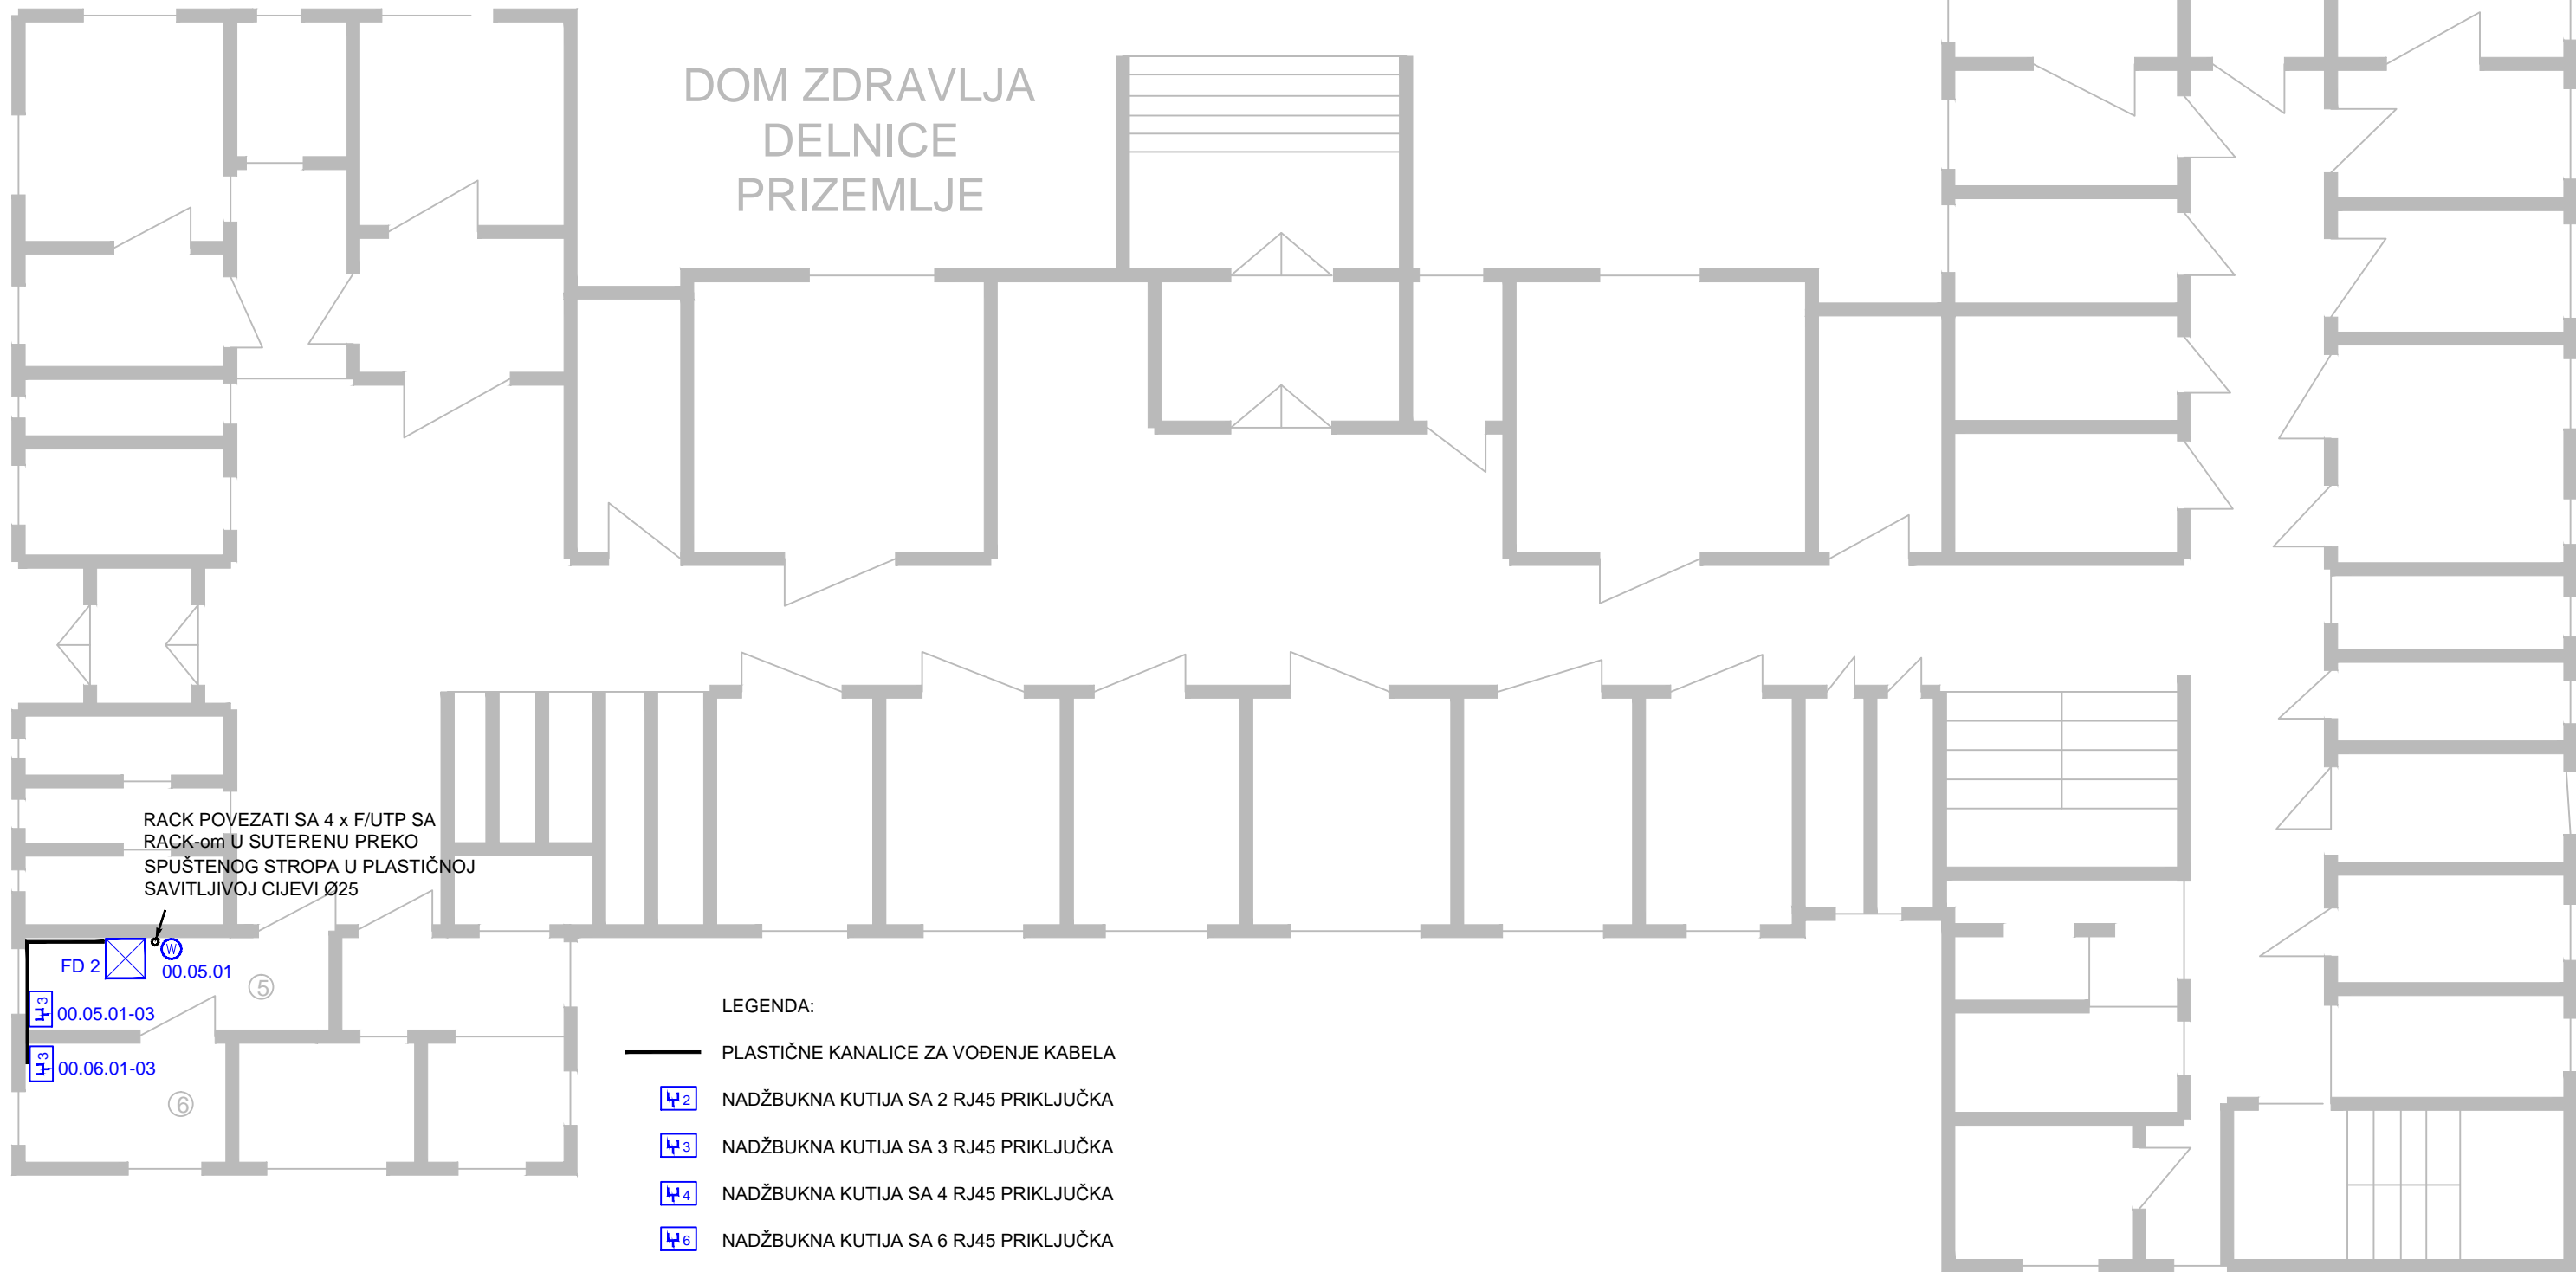 DOM ZDRAVLJA
DELNICE
PRIZEMLJE
RACK POVEZATI SA 4 x F/UTP SA
RACK-om U SUTERENU PREKO
SPUŠTENOG STROPA U PLASTIČNOJ
SAVITLJIVOJ CIJEVI Ø25
FD 2
W
00.05.01
5
3
00.05.01-03
3
00.06.01-03
6
LEGENDA:
PLASTIČNE KANALICE ZA VOĐENJE KABELA
2 NADŽBUKNA KUTIJA SA 2 RJ45 PRIKLJUČKA
3 NADŽBUKNA KUTIJA SA 3 RJ45 PRIKLJUČKA
4 NADŽBUKNA KUTIJA SA 4 RJ45 PRIKLJUČKA
6 NADŽBUKNA KUTIJA SA 6 RJ45 PRIKLJUČKA